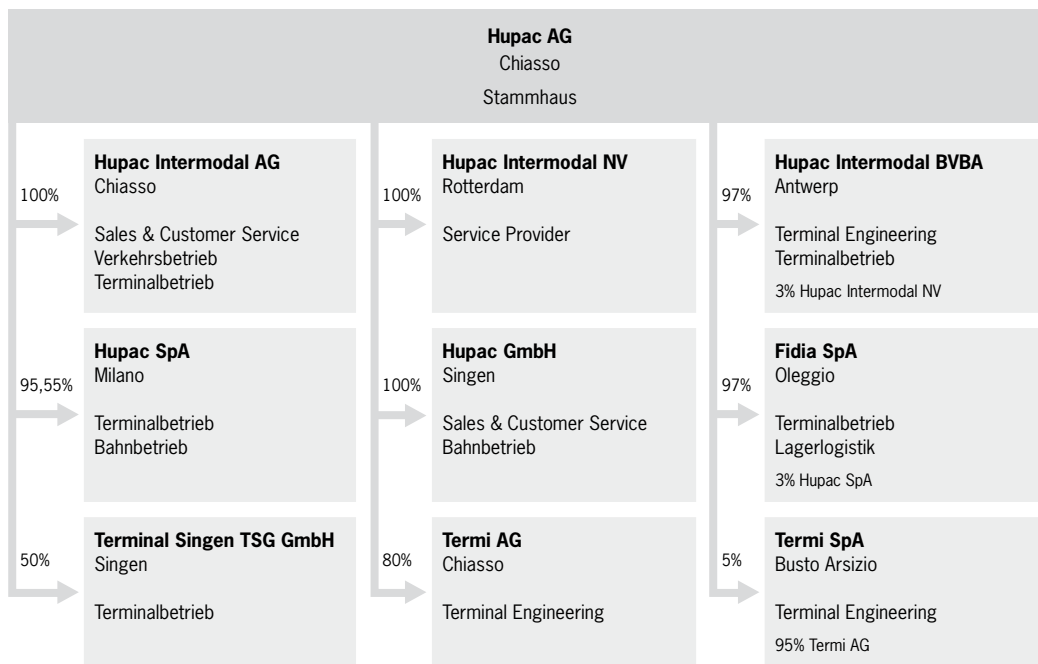 Hupac AG
Chiasso
Stammhaus
100%
Hupac Intermodal AG
Chiasso
Sales & Customer Service
Verkehrsbetrieb
Terminalbetrieb
100%
Hupac Intermodal NV
Rotterdam
Service Provider
97%
Hupac Intermodal BVBA
Antwerp
Terminal Engineering
Terminalbetrieb
3% Hupac Intermodal NV
95,55%
Hupac SpA
Milano
Terminalbetrieb
Bahnbetrieb
100%
Hupac GmbH
Singen
Sales & Customer Service
Bahnbetrieb
97%
Fidia SpA
Oleggio
Terminalbetrieb
Lagerlogistik
3% Hupac SpA
50%
Terminal Singen TSG GmbH
Singen
Terminalbetrieb
80%
Termi AG
Chiasso
Terminal Engineering
5%
Termi SpA
Busto Arsizio
Terminal Engineering
95% Termi AG